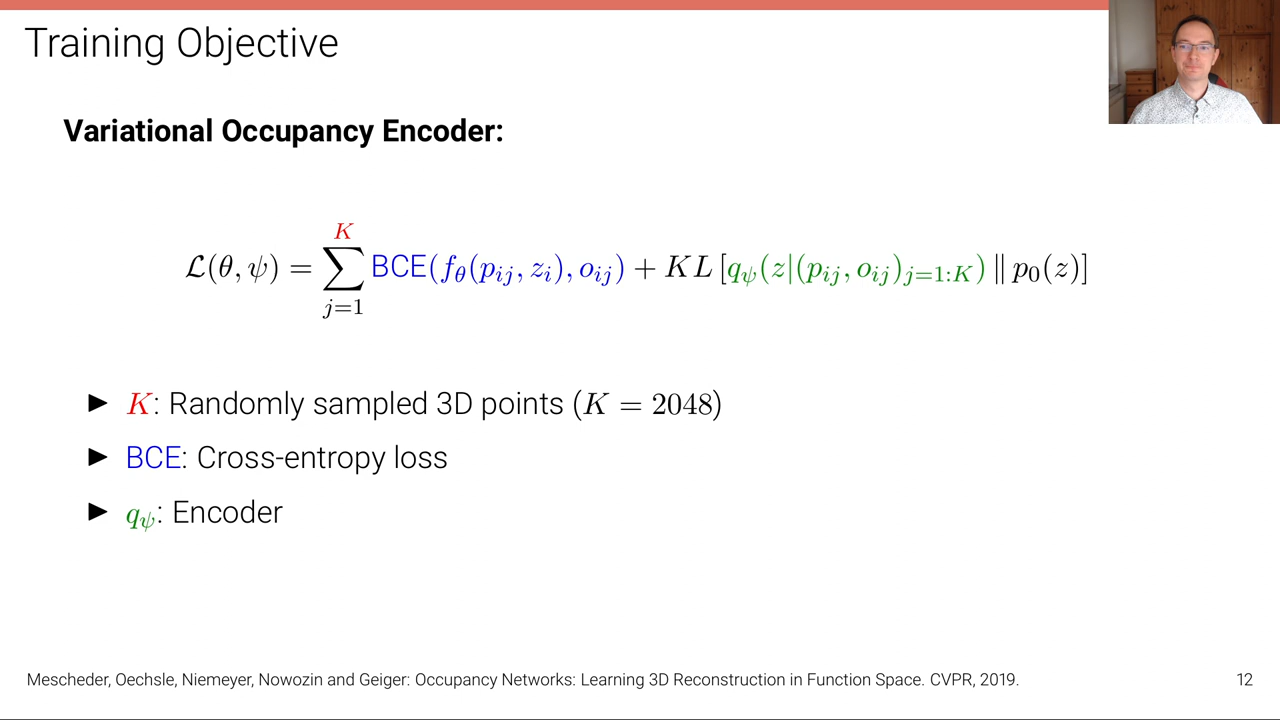 Training Objective
Variational Occupancy Encoder:
$\mathcal{L}(\theta, \psi) = \sum_{j=1}^{K} \text{BCE}(f_\theta(p_{ij}, z_i), o_{ij}) + KL\left[q_\psi(z|(p_{ij}, o_{ij})_{j=1:K}) \,\|\, p_0(z)\right]$
▶ $K$: Randomly sampled 3D points ($K = 2048$)
▶ BCE: Cross-entropy loss
▶ $q_\psi$: Encoder
Mescheder, Oechsle, Niemeyer, Nowozin and Geiger: Occupancy Networks: Learning 3D Reconstruction in Function Space. CVPR, 2019.
12